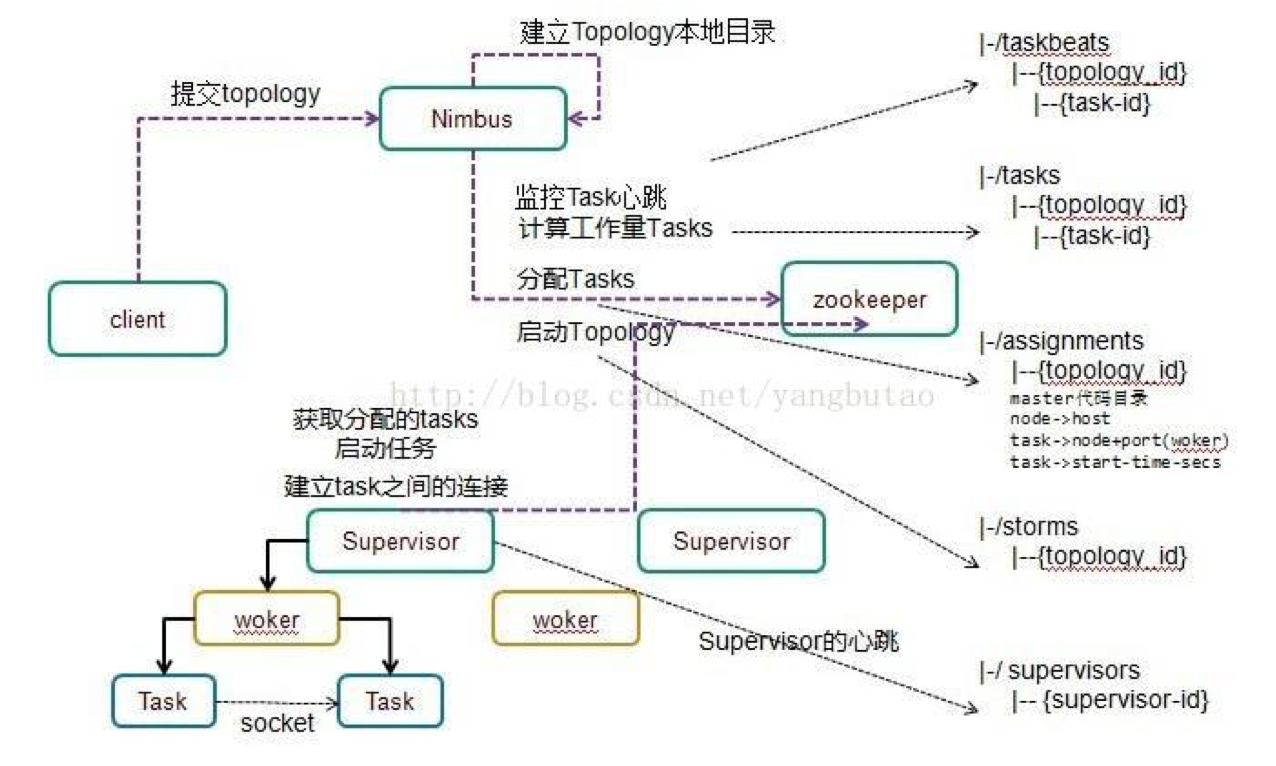 建立Topology本地目录
提交topology
Nimbus
|-/taskbeats
|--{topology_id}
|--{task-id}
监控Task心跳
计算工作量Tasks
|-/tasks
|--{topology_id}
|--{task-id}
分配Tasks
zookeeper
client
启动Topology
|-/assignments
|--{topology_id}
master代码目录
node->host
task->node+port(woker)
task->start-time-secs
http://blog.csdn.net/yangbutao
获取分配的tasks
启动任务
建立task之间的连接
Supervisor
Supervisor
|-/storms
|--{topology_id}
woker
woker
Supervisor的心跳
|-/ supervisors
|-- {supervisor-id}
Task
Task
socket